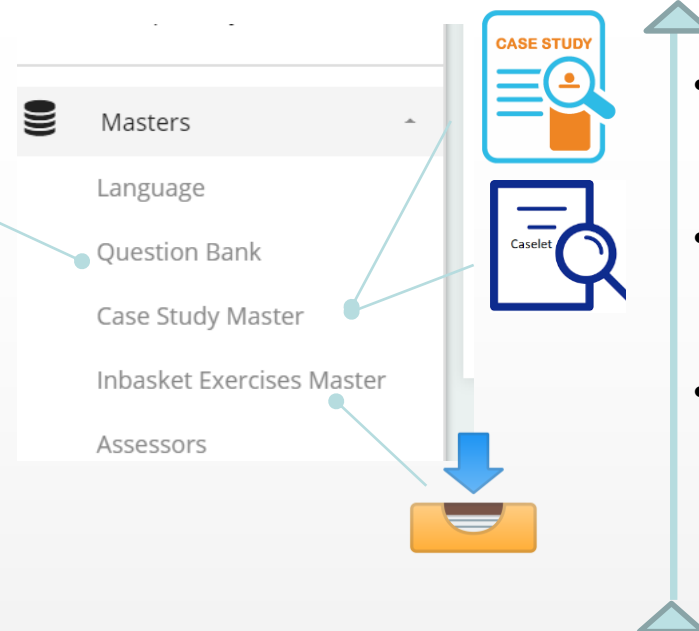 Masters
Language
Question Bank
Case Study Master
Inbasket Exercises Master
Assessors
CASE STUDY
Caselet